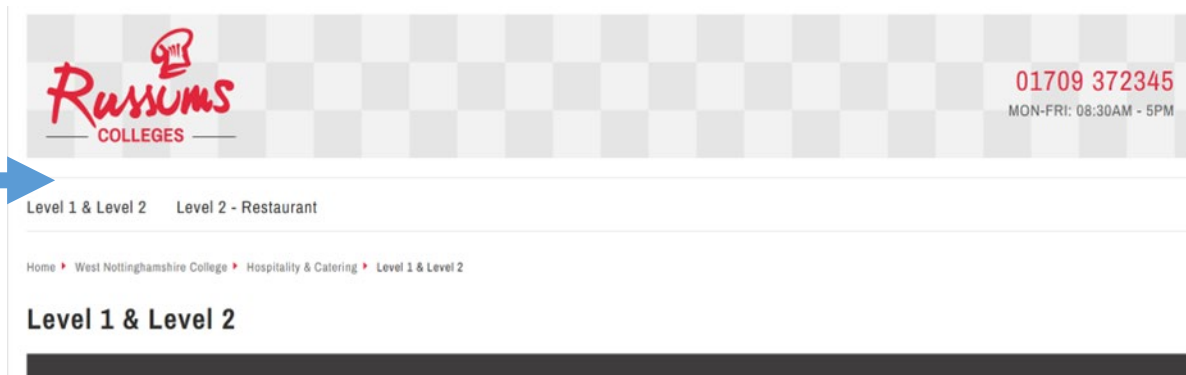 Russums
COLLEGES
01709 372345
MON-FRI: 08:30AM - 5PM
Level 1 & Level 2 Level 2 - Restaurant
Home West Nottinghamshire College Hospitality & Catering Level 1 & Level 2
Level 1 & Level 2